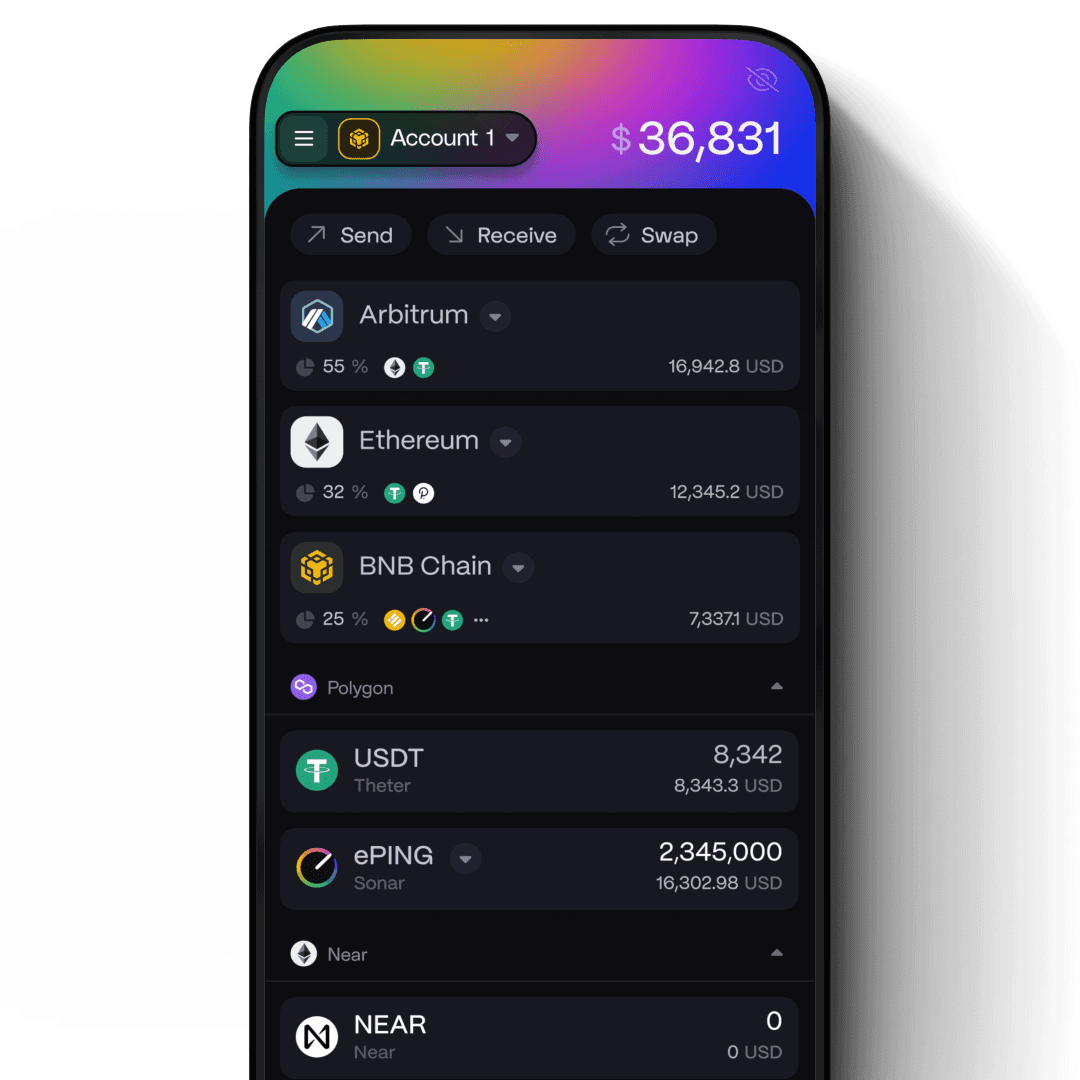 Account 1
$ 36,831
Send Receive Swap
Arbitrum
55 % 16,942.8 USD
Ethereum
32 % 12,345.2 USD
BNB Chain
25 % 7,337.1 USD
Polygon
USDT 8,342
Theter 8,343.3 USD
ePING 2,345,000
Sonar 16,302.98 USD
Near
NEAR 0
Near 0 USD